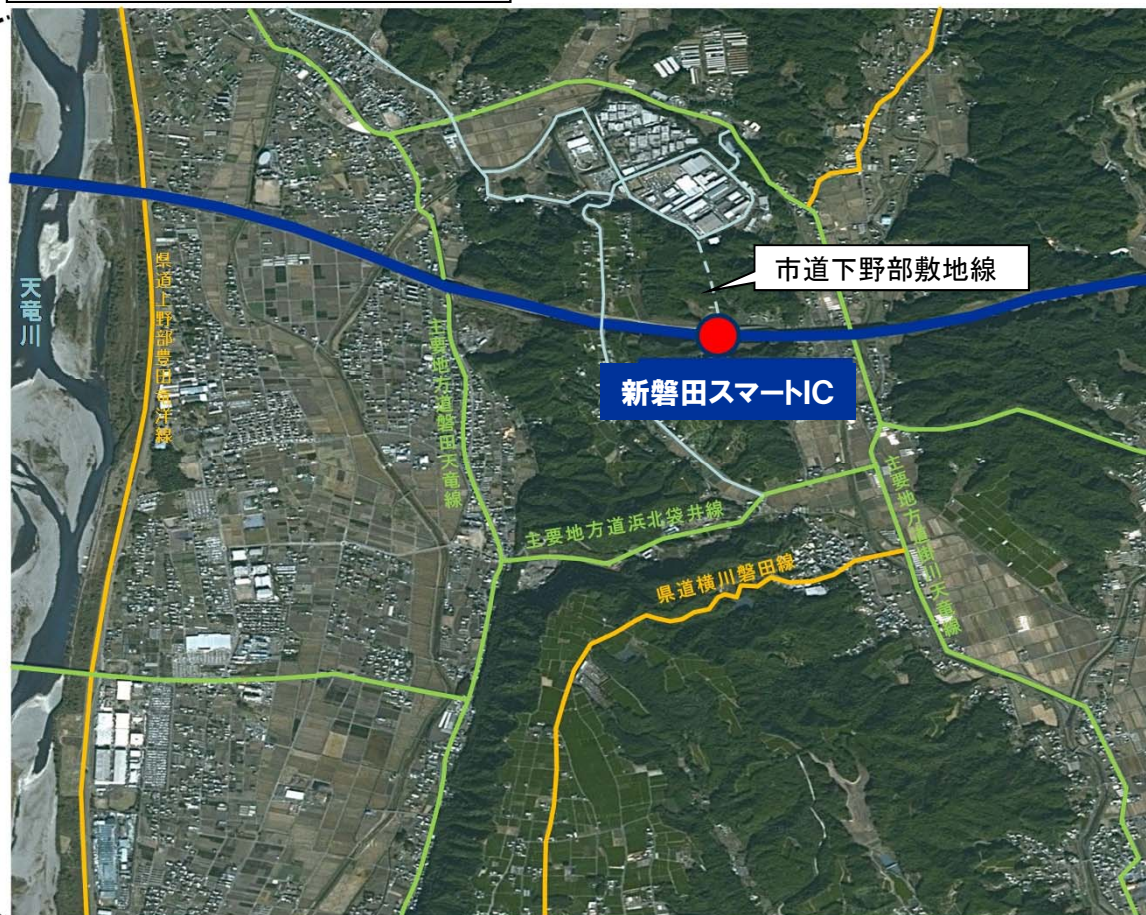 市道下野部敷地線
天竜川
県道上野部豊田竜洋線
主要地方道磐田天竜線
新磐田スマートIC
主要地方道浜北袋井線
主要地方道掛川天竜線
県道横川磐田線